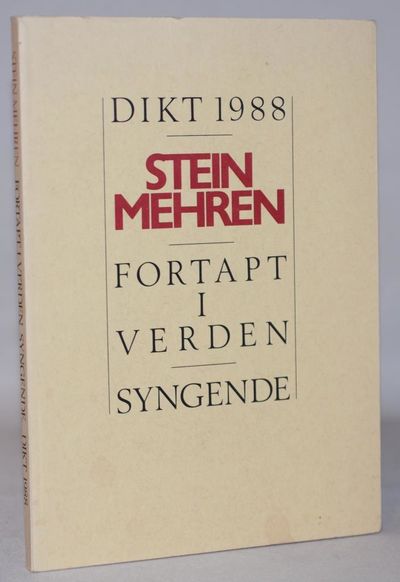 DIKT 1988
STEIN
MEHREN
FORTAPT
I
VERDEN
SYNGENDE
STEIN MEHREN FORTAPT I VERDEN SYNGENDE DIKT 1988